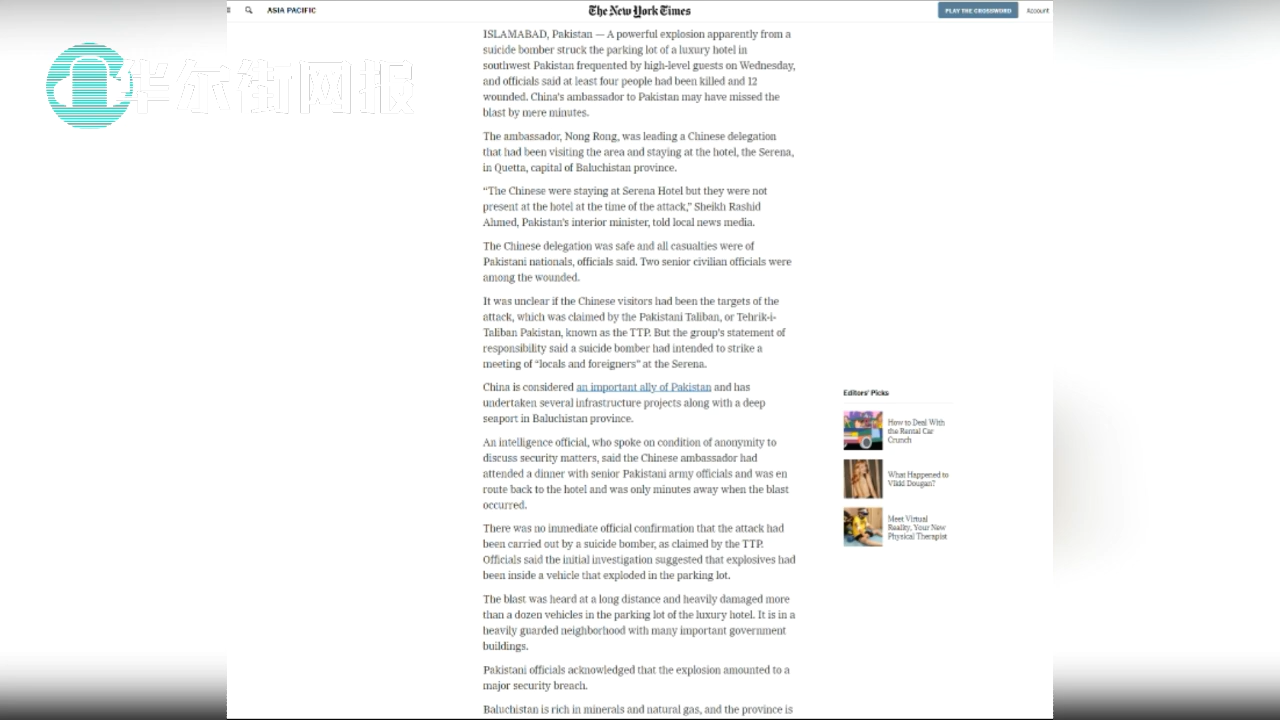 ASIA PACIFIC
The New York Times
PLAY THE CROSSWORD
Account
华尔街网报
ISLAMABAD, Pakistan — A powerful explosion apparently from a
suicide bomber struck the parking lot of a luxury hotel in
southwest Pakistan frequented by high-level guests on Wednesday,
and officials said at least four people had been killed and 12
wounded. China's ambassador to Pakistan may have missed the
blast by mere minutes.
The ambassador, Nong Rong, was leading a Chinese delegation
that had been visiting the area and staying at the hotel, the Serena,
in Quetta, capital of Baluchistan province.
“The Chinese were staying at Serena Hotel but they were not
present at the hotel at the time of the attack,” Sheikh Rashid
Ahmed, Pakistan's interior minister, told local news media.
The Chinese delegation was safe and all casualties were of
Pakistani nationals, officials said. Two senior civilian officials were
among the wounded.
It was unclear if the Chinese visitors had been the targets of the
attack, which was claimed by the Pakistani Taliban, or Tehrik-i-
Taliban Pakistan, known as the TTP. But the group's statement of
responsibility said a suicide bomber had intended to strike a
meeting of “locals and foreigners” at the Serena.
China is considered an important ally of Pakistan and has
undertaken several infrastructure projects along with a deep
seaport in Baluchistan province.
An intelligence official, who spoke on condition of anonymity to
discuss security matters, said the Chinese ambassador had
attended a dinner with senior Pakistani army officials and was en
route back to the hotel and was only minutes away when the blast
occurred.
There was no immediate official confirmation that the attack had
been carried out by a suicide bomber, as claimed by the TTP.
Officials said the initial investigation suggested that explosives had
been inside a vehicle that exploded in the parking lot.
The blast was heard at a long distance and heavily damaged more
than a dozen vehicles in the parking lot of the luxury hotel. It is in a
heavily guarded neighborhood with many important government
buildings.
Pakistani officials acknowledged that the explosion amounted to a
major security breach.
Baluchistan is rich in minerals and natural gas, and the province is
Editors' Picks
How to Deal With
the Rental Car
Crunch
What Happened to
Vikki Dougan?
Meet Virtual
Reality, Your New
Physical Therapist